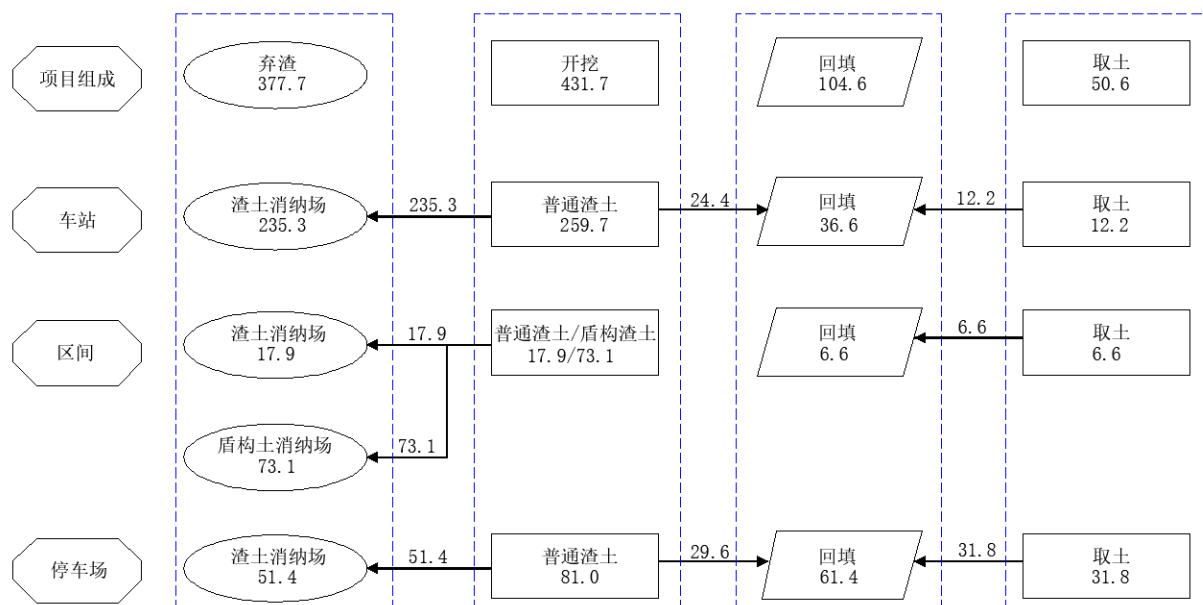 项目组成
弃渣
377.7
开挖
431.7
回填
104.6
取土
50.6
车站
渣土消纳场
235.3
235.3
普通渣土
259.7
24.4
回填
36.6
12.2
取土
12.2
区间
渣土消纳场
17.9
17.9
普通渣土/盾构渣土
17.9/73.1
回填
6.6
6.6
取土
6.6
盾构土消纳场
73.1
73.1
停车场
渣土消纳场
51.4
51.4
普通渣土
81.0
29.6
回填
61.4
31.8
取土
31.8